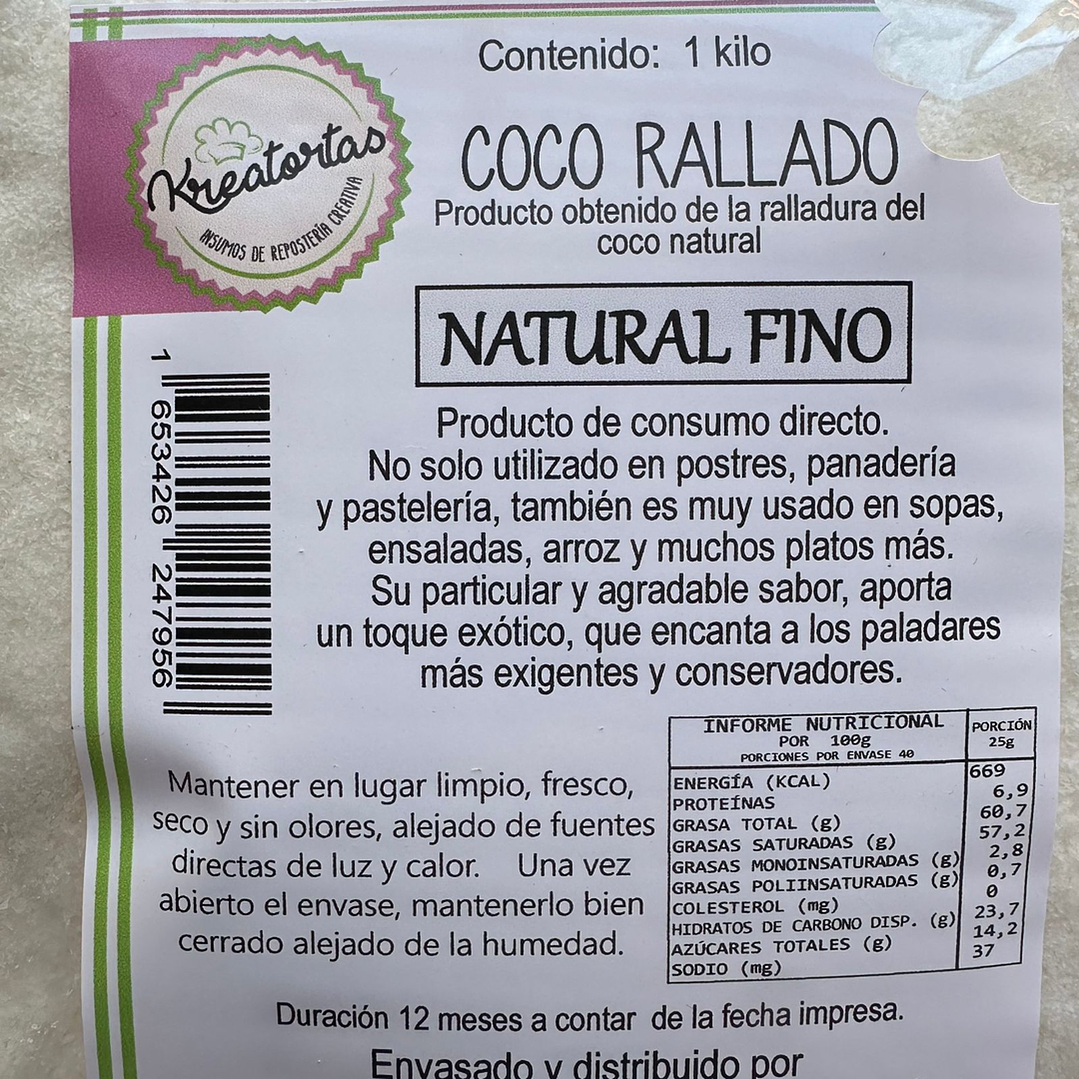 Contenido: 1 kilo
Kreatortas
INSUMOS DE REPOSTERÍA CREATIVA
COCO RALLADO
Producto obtenido de la ralladura del
coco natural
NATURAL FINO
1 653426 247956
Producto de consumo directo.
No solo utilizado en postres, panadería
y pastelería, también es muy usado en sopas,
ensaladas, arroz y muchos platos más.
Su particular y agradable sabor, aporta
un toque exótico, que encanta a los paladares
más exigentes y conservadores.
Mantener en lugar limpio, fresco,
seco y sin olores, alejado de fuentes
directas de luz y calor. Una vez
abierto el envase, mantenerlo bien
cerrado alejado de la humedad.
INFORME NUTRICIONAL PORCIÓN
POR 100g 25g
PORCIONES POR ENVASE 40
ENERGÍA (KCAL) 669
PROTEÍNAS 6,9
GRASA TOTAL (g) 60,7
GRASAS SATURADAS (g) 57,2
GRASAS MONOINSATURADAS (g) 2,8
GRASAS POLIINSATURADAS (g) 0,7
COLESTEROL (mg) 0
HIDRATOS DE CARBONO DISP. (g) 23,7
AZÚCARES TOTALES (g) 14,2
SODIO (mg) 37
Duración 12 meses a contar de la fecha impresa.
Envasado y distribuido por